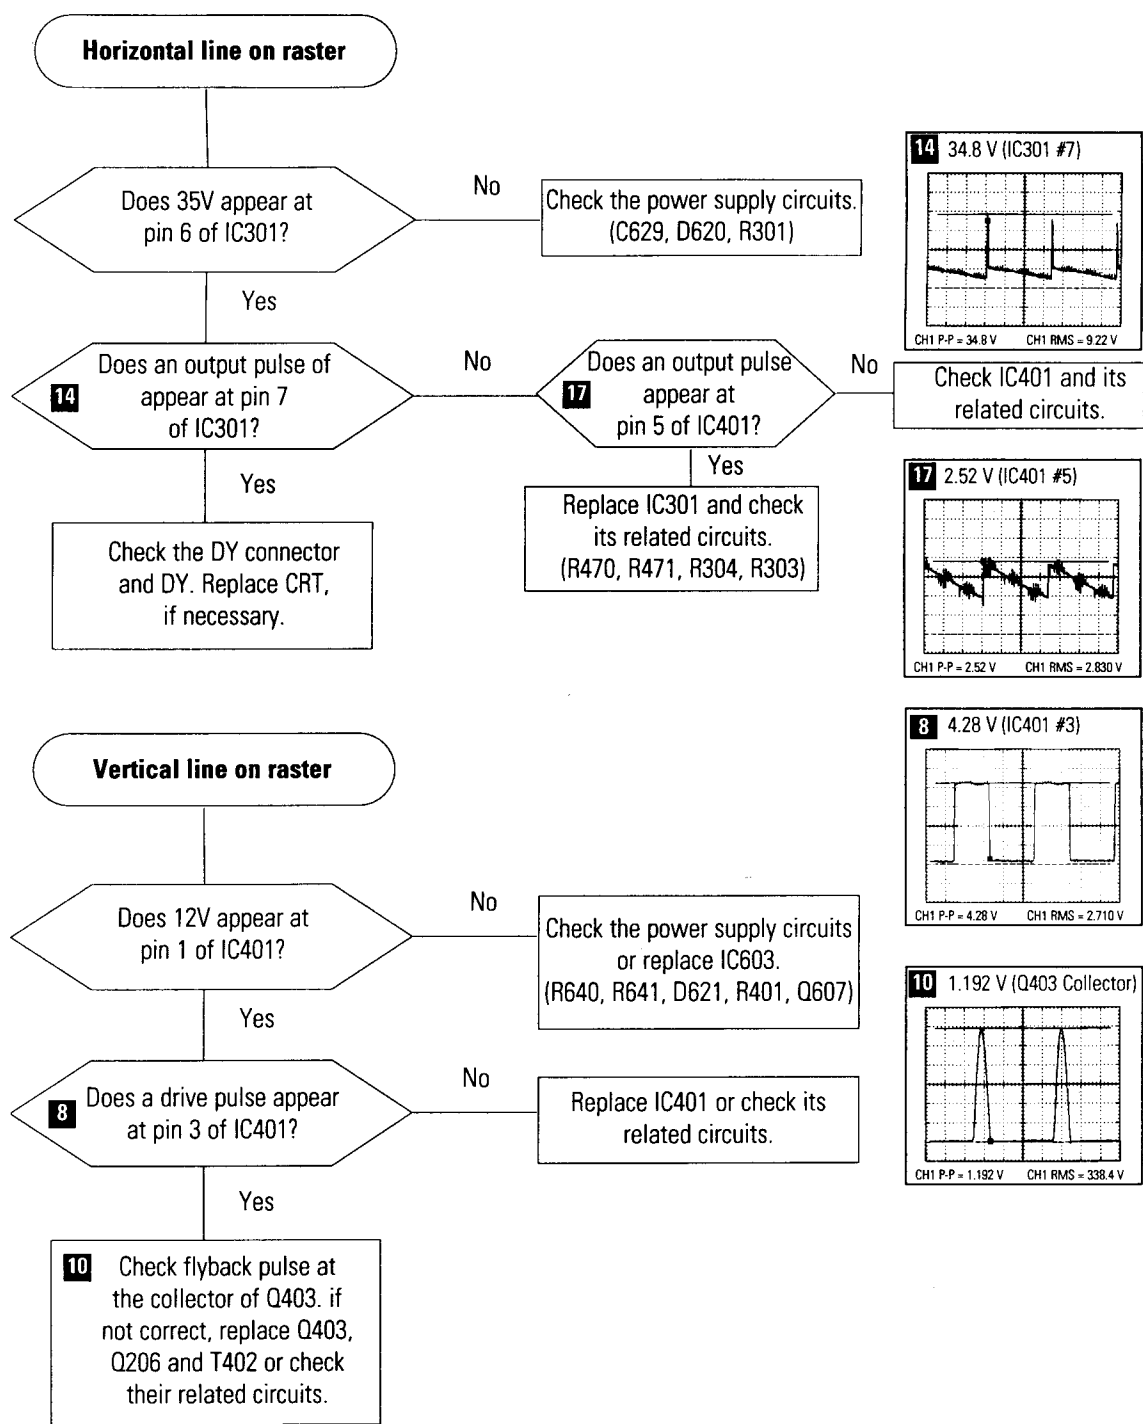 Horizontal line on raster
Does 35V appear at
pin 6 of IC301?
No
Check the power supply circuits.
(C629, D620, R301)
Yes
14
Does an output pulse of
appear at pin 7
of IC301?
No
17
Does an output pulse
appear at
pin 5 of IC401?
No
Check IC401 and its
related circuits.
Yes
Replace IC301 and check
its related circuits.
(R470, R471, R304, R303)
Yes
Check the DY connector
and DY. Replace CRT,
if necessary.
14 34.8 V (IC301 #7)
CH1 P-P = 34.8 V CH1 RMS = 9.22 V
17 2.52 V (IC401 #5)
CH1 P-P = 2.52 V CH1 RMS = 2.830 V
Vertical line on raster
Does 12V appear at
pin 1 of IC401?
No
Check the power supply circuits
or replace IC603.
(R640, R641, D621, R401, Q607)
Yes
8
Does a drive pulse appear
at pin 3 of IC401?
No
Replace IC401 or check its
related circuits.
Yes
10
Check flyback pulse at
the collector of Q403. if
not correct, replace Q403,
Q206 and T402 or check
their related circuits.
8 4.28 V (IC401 #3)
CH1 P-P = 4.28 V CH1 RMS = 2.710 V
10 1.192 V (Q403 Collector)
CH1 P-P = 1.192 V CH1 RMS = 338.4 V